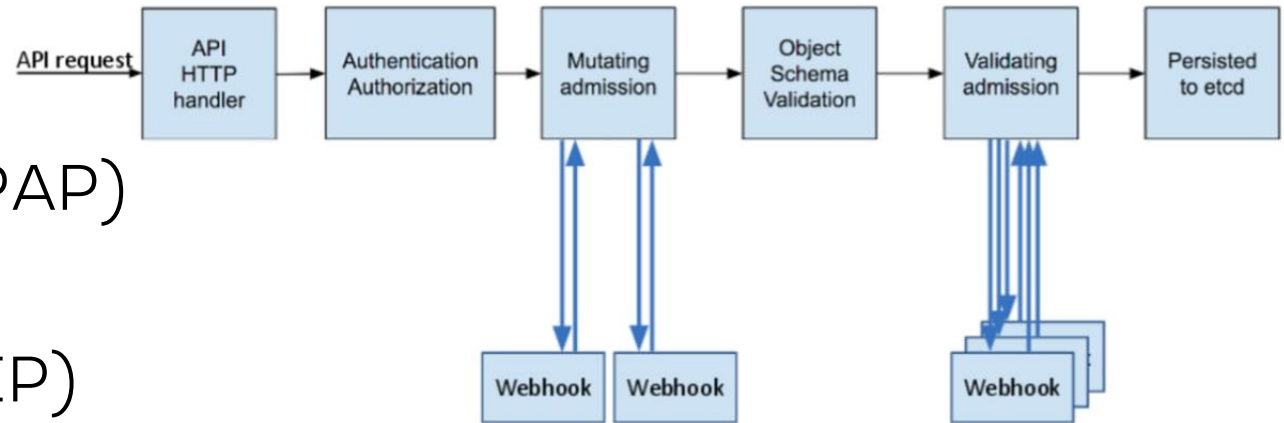 API request
API
HTTP
handler
Authentication
Authorization
Mutating
admission
Object
Schema
Validation
Validating
admission
Persisted
to etcd
PAP)
EP)
Webhook
Webhook
Webhook